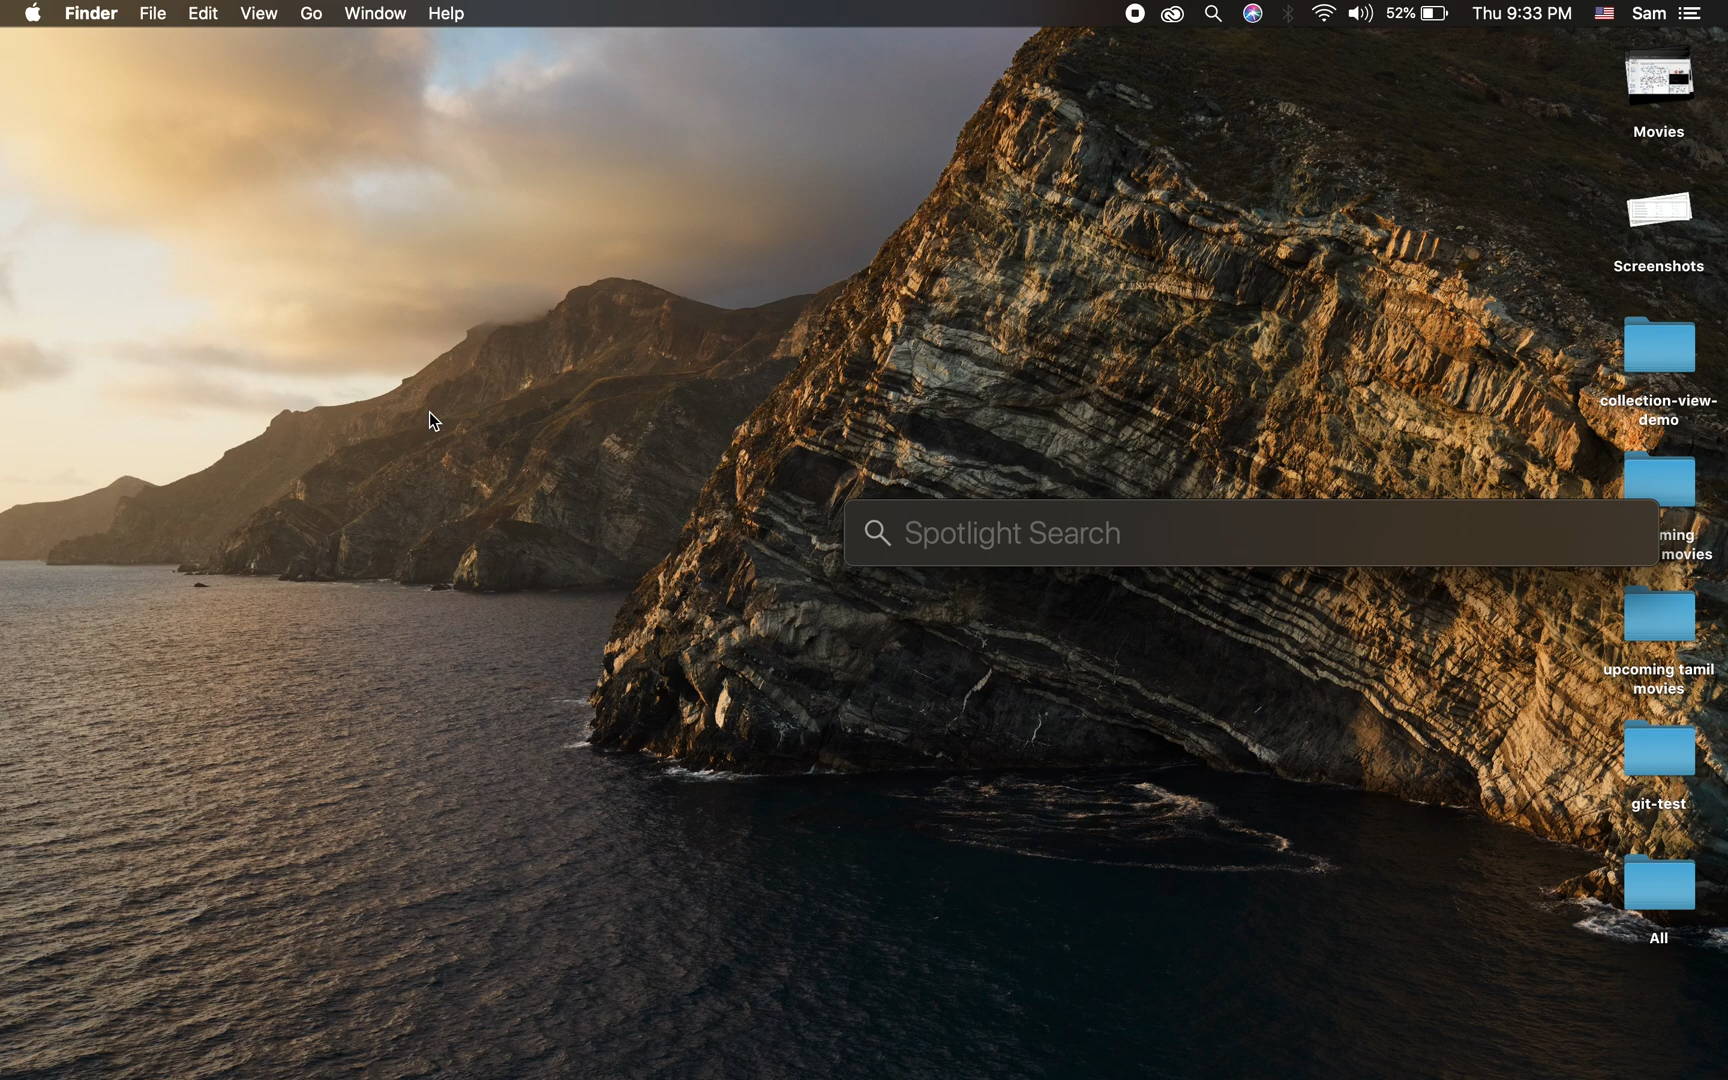 Finder File Edit View Go Window Help 52% Thu 9:33 PM Sam
Movies
Screenshots
collection-view-
demo
Spotlight Search
ming
movies
upcoming tamil
movies
git-test
All